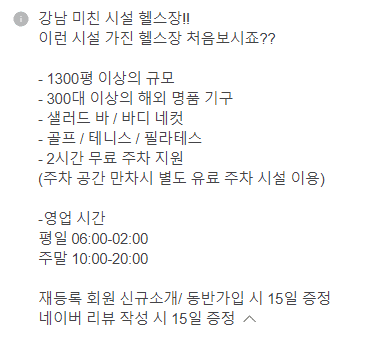 강남 미친 시설 헬스장!!
이런 시설 가진 헬스장 처음보시죠??
- 1300평 이상의 규모
- 300대 이상의 해외 명품 기구
- 샐러드 바 / 바디 네컷
- 골프 / 테니스 / 필라테스
- 2시간 무료 주차 지원
(주차 공간 만차시 별도 유료 주차 시설 이용)
-영업 시간
평일 06:00-02:00
주말 10:00-20:00
재등록 회원 신규소개/ 동반가입 시 15일 증정
네이버 리뷰 작성 시 15일 증정